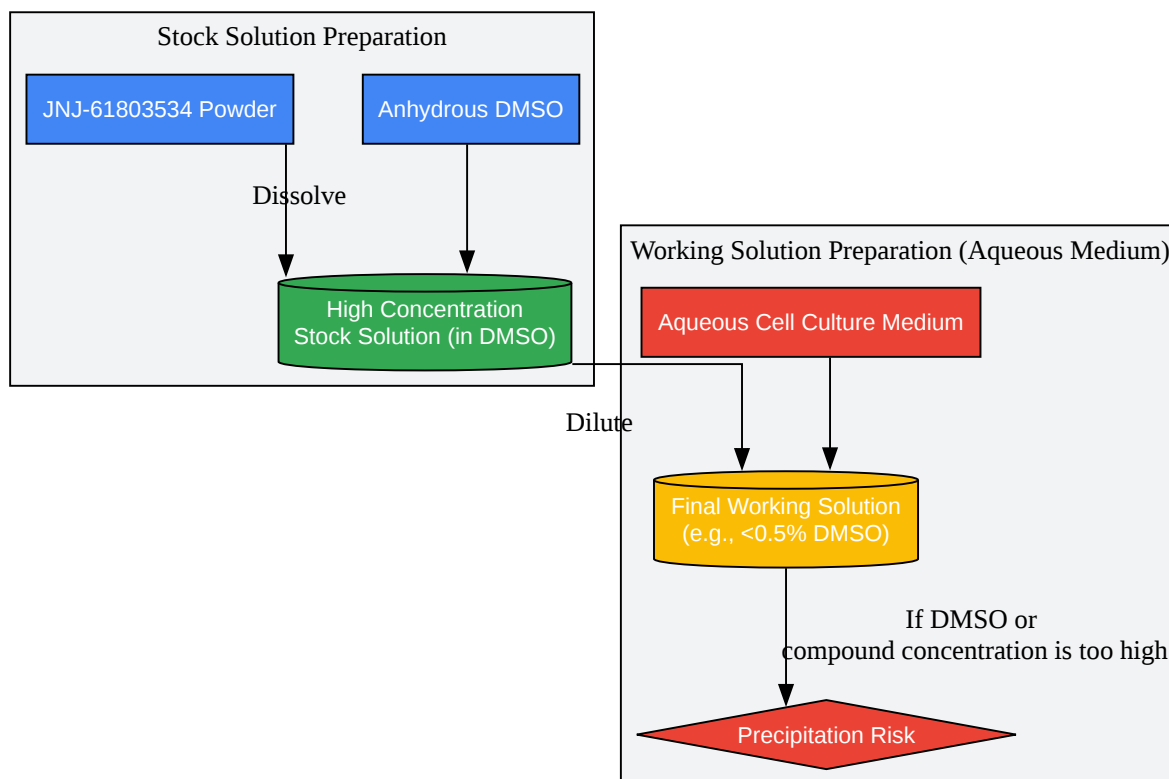 Stock Solution Preparation
JNJ-61803534 Powder
Anhydrous DMSO
Dissolve
High Concentration
Stock Solution (in DMSO)
Working Solution Preparation (Aqueous Medium)
Aqueous Cell Culture Medium
Dilute
Final Working Solution
(e.g., <0.5% DMSO)
If DMSO or
compound concentration is too high
Precipitation Risk